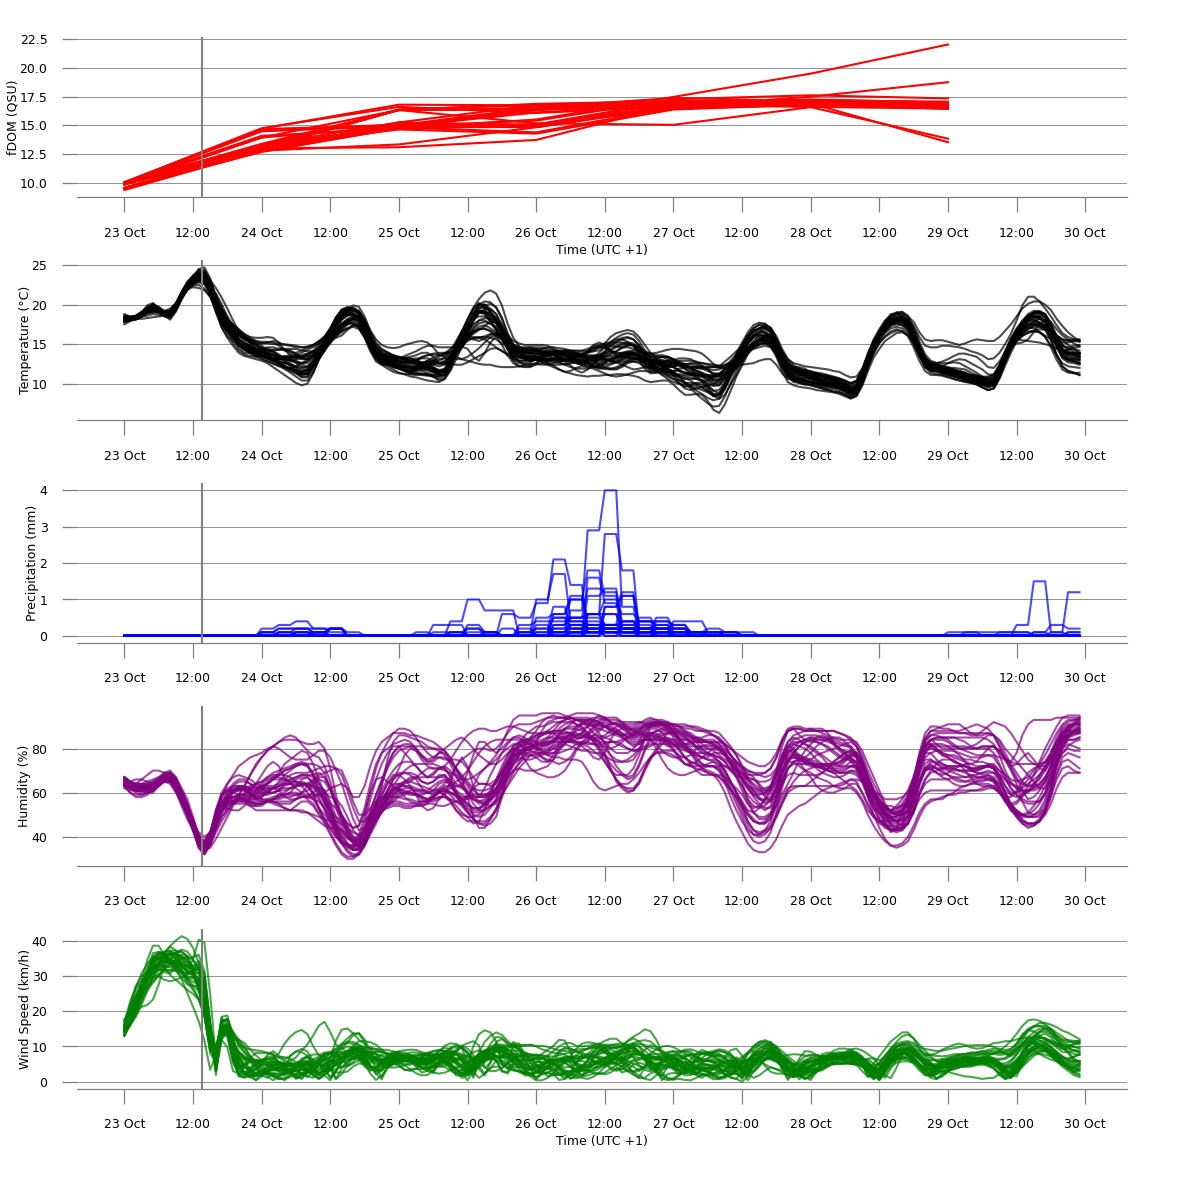 fDOM (QSU)
22.5
20.0
17.5
15.0
12.5
10.0
23 Oct 12:00 24 Oct 12:00 25 Oct 12:00 26 Oct 12:00 27 Oct 12:00 28 Oct 12:00 29 Oct 12:00 30 Oct
Time (UTC +1)
Temperature (°C)
25
20
15
10
23 Oct 12:00 24 Oct 12:00 25 Oct 12:00 26 Oct 12:00 27 Oct 12:00 28 Oct 12:00 29 Oct 12:00 30 Oct
Precipitation (mm)
4
3
2
1
0
23 Oct 12:00 24 Oct 12:00 25 Oct 12:00 26 Oct 12:00 27 Oct 12:00 28 Oct 12:00 29 Oct 12:00 30 Oct
Humidity (%)
80
60
40
23 Oct 12:00 24 Oct 12:00 25 Oct 12:00 26 Oct 12:00 27 Oct 12:00 28 Oct 12:00 29 Oct 12:00 30 Oct
Wind Speed (km/h)
40
30
20
10
0
23 Oct 12:00 24 Oct 12:00 25 Oct 12:00 26 Oct 12:00 27 Oct 12:00 28 Oct 12:00 29 Oct 12:00 30 Oct
Time (UTC +1)